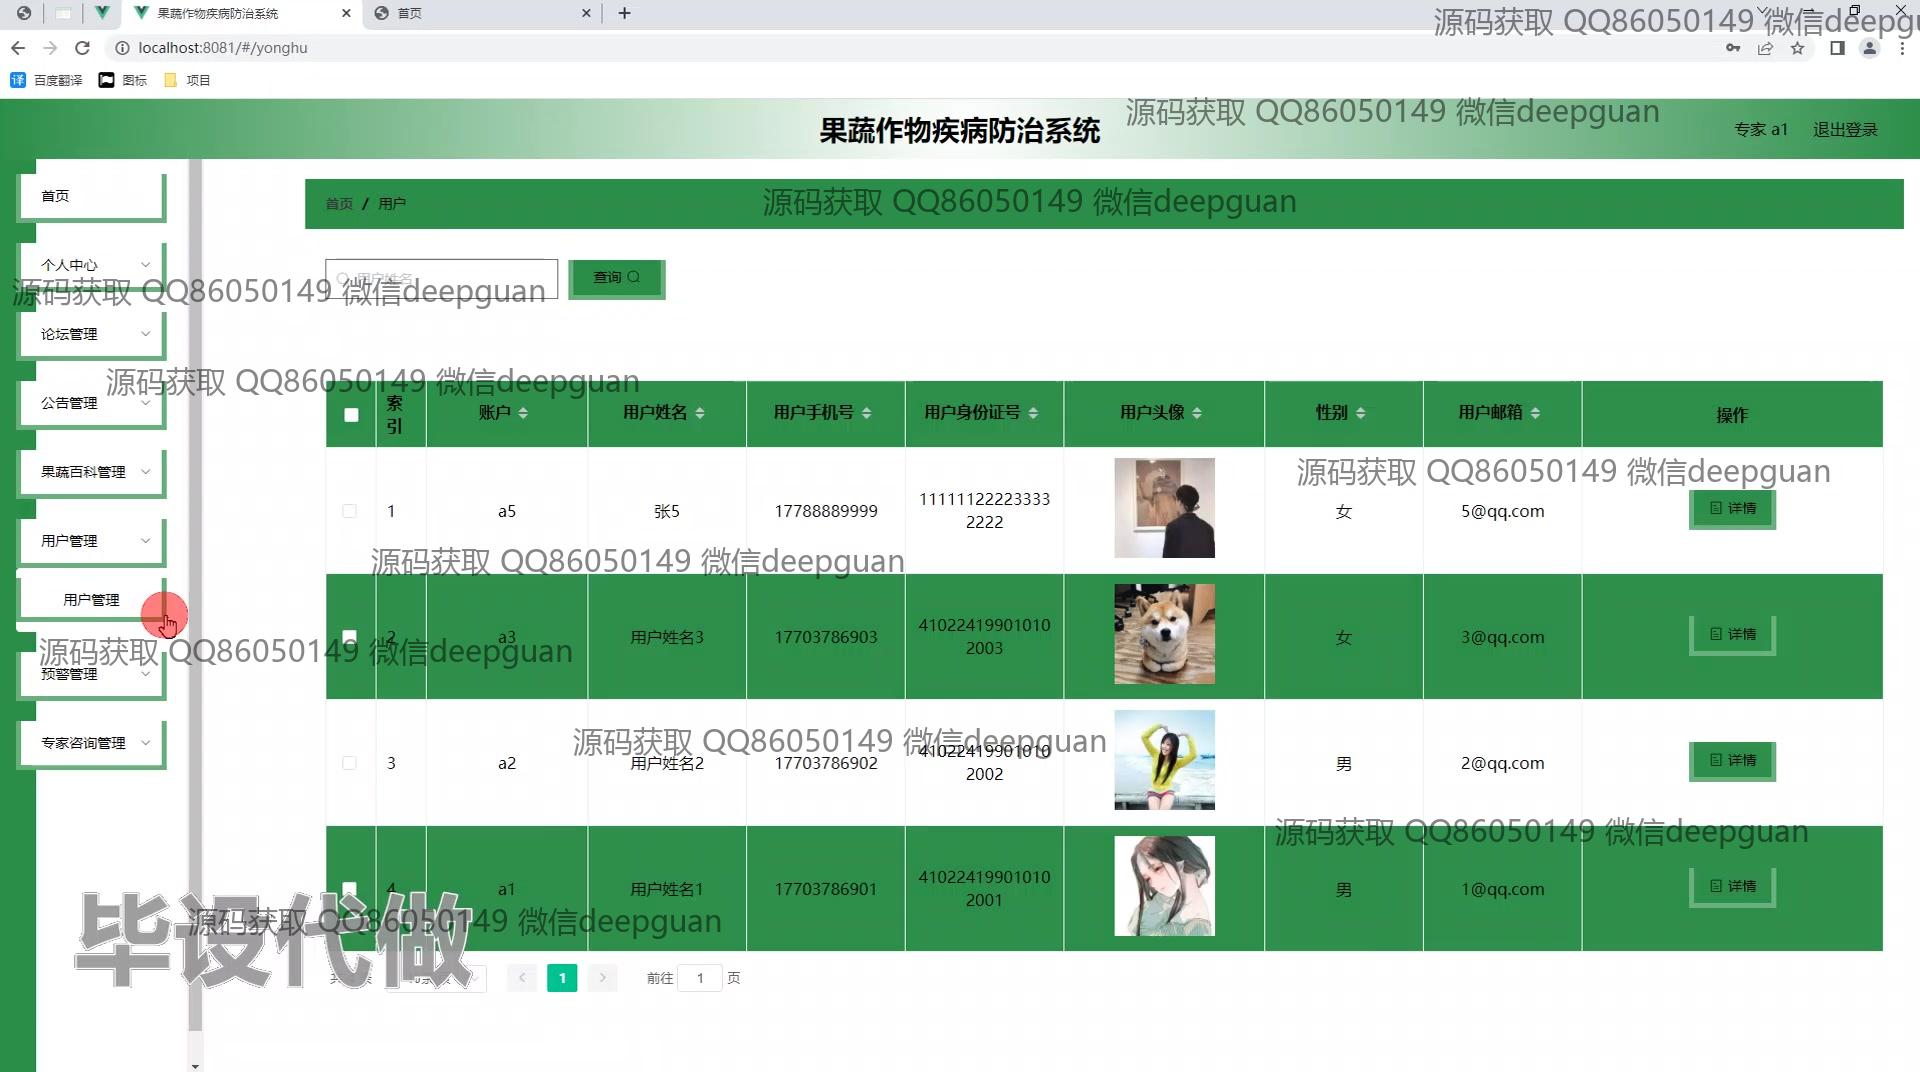 果蔬作物疾病防治系统
首页
localhost:8081/#/yonghu
百度翻译
图标
项目
源码获取 QQ86050149 微信deepgu
果蔬作物疾病防治系统
源码获取 QQ86050149 微信deepguan
专家 a1
退出登录
首页
个人中心
论坛管理
公告管理
果蔬百科管理
用户管理
用户管理
预警管理
专家咨询管理
首页 / 用户
源码获取 QQ86050149 微信deepguan
用户姓名
查询
源码获取 QQ86050149 微信deepguan
源码获取 QQ86050149 微信deepguan
索引 账户 用户姓名 用户手机号 用户身份证号 用户头像 性别 用户邮箱 操作
源码获取 QQ86050149 微信deepguan
1 a5 张5 17788889999 11111122223333 女 5@qq.com 详情
2222
源码获取 QQ86050149 微信deepguan
2 a3 用户姓名3 17703786903 41022419901010 女 3@qq.com 详情
2003
源码获取 QQ86050149 微信deepguan
源码获取 QQ86050149 微信deepguan
3 a2 用户姓名2 17703786902 41022419901010 男 2@qq.com 详情
2002
源码获取 QQ86050149 微信deepguan
4 a1 用户姓名1 17703786901 41022419901010 男 1@qq.com 详情
2001
源码获取 QQ86050149 微信deepguan
毕设代做
1
前往 1 页